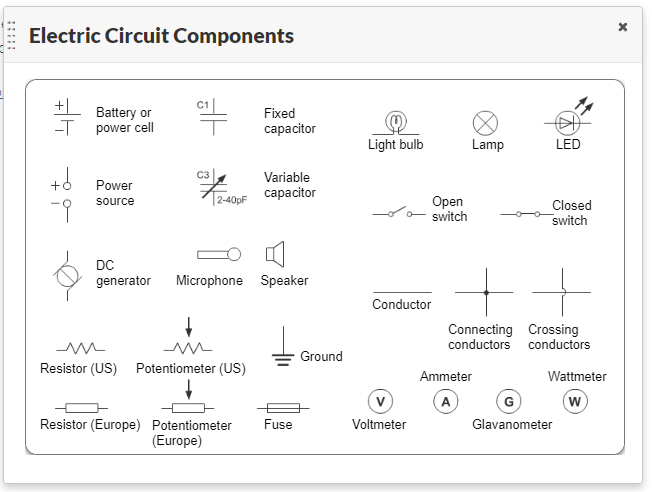 Electric Circuit Components
×
+
−
Battery or
power cell
C1
Fixed
capacitor
Light bulb
Lamp
LED
+
−
Power
source
C3
2-40pF
Variable
capacitor
Open
switch
Closed
switch
DC
generator
Microphone
Speaker
Conductor
Connecting
conductors
Crossing
conductors
Resistor (US)
Potentiometer (US)
Ground
Ammeter
Wattmeter
V
A
G
W
Resistor (Europe)
Potentiometer
(Europe)
Fuse
Voltmeter
Glavanometer